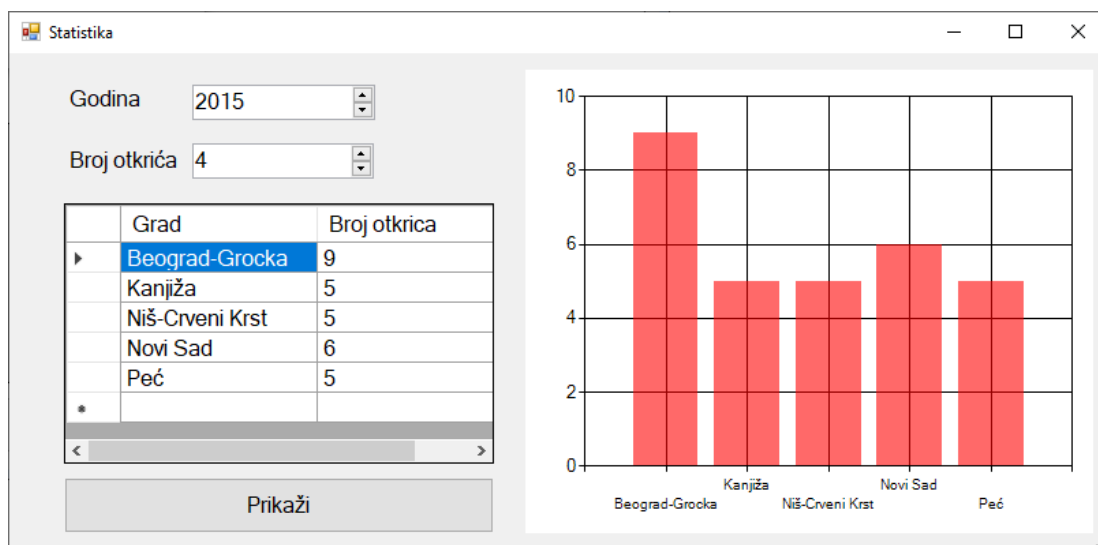 Statistika
Godina 2015
Broj otkrića 4
Grad Broj otkrica
Beograd-Grocka 9
Kanjiža 5
Niš-Crveni Krst 5
Novi Sad 6
Peć 5
Prikaži
10
8
6
4
2
0
Kanjiža Novi Sad
Beograd-Grocka Niš-Crveni Krst Peć